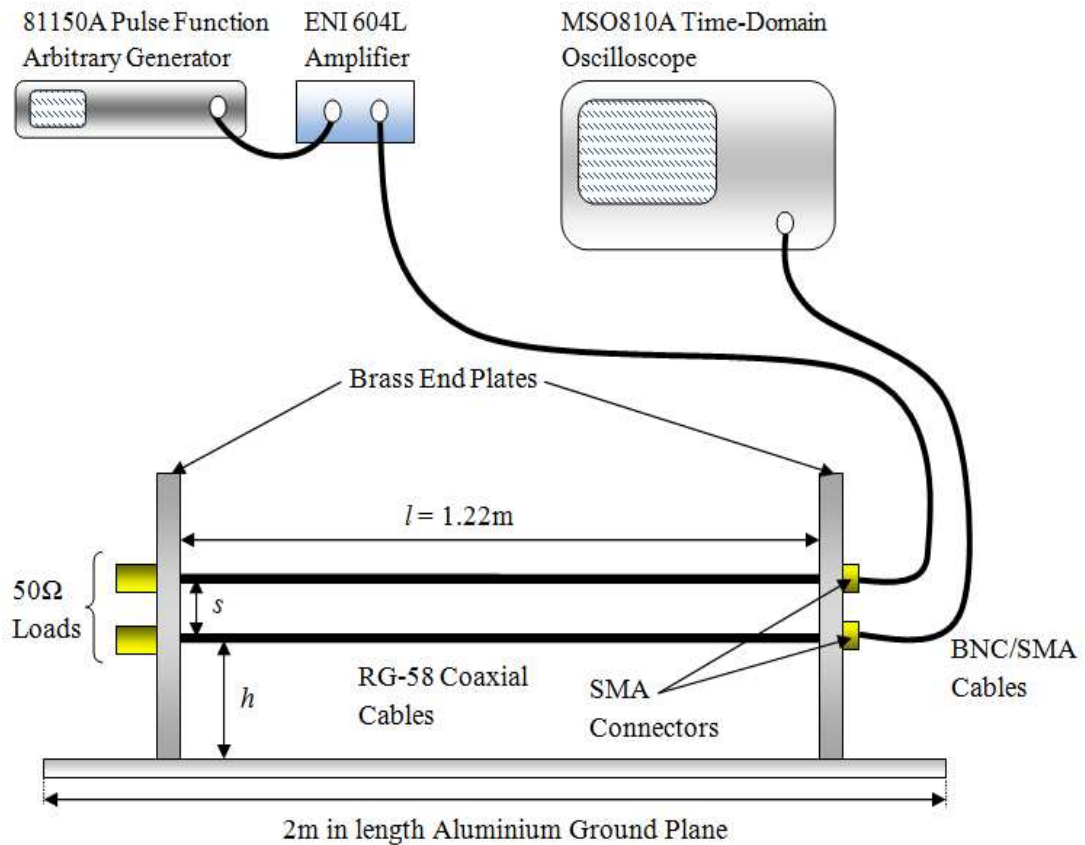 81150A Pulse Function
Arbitrary Generator
ENI 604L
Amplifier
MSO810A Time-Domain
Oscilloscope
Brass End Plates
l = 1.22m
50Ω
Loads
s
h
RG-58 Coaxial
Cables
SMA
Connectors
BNC/SMA
Cables
2m in length Aluminium Ground Plane